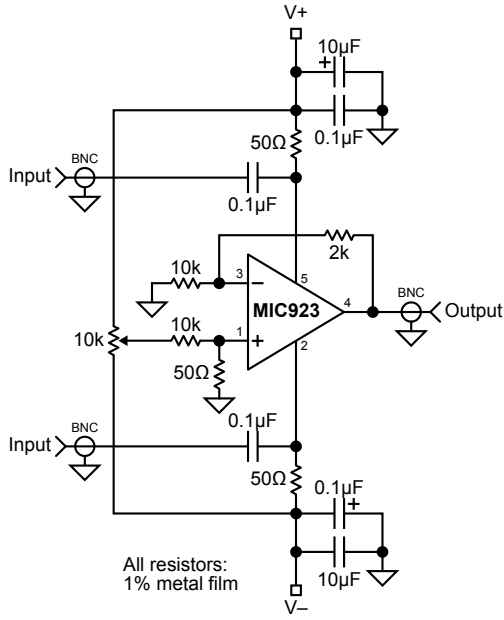 V+
10µF
+
0.1µF
50Ω
BNC
Input
0.1µF
2k
10k
3
5
−
MIC923
4
BNC
Output
10k
10k
1
+
2
50Ω
0.1µF
BNC
Input
50Ω
0.1µF
+
10µF
All resistors:
1% metal film
V–